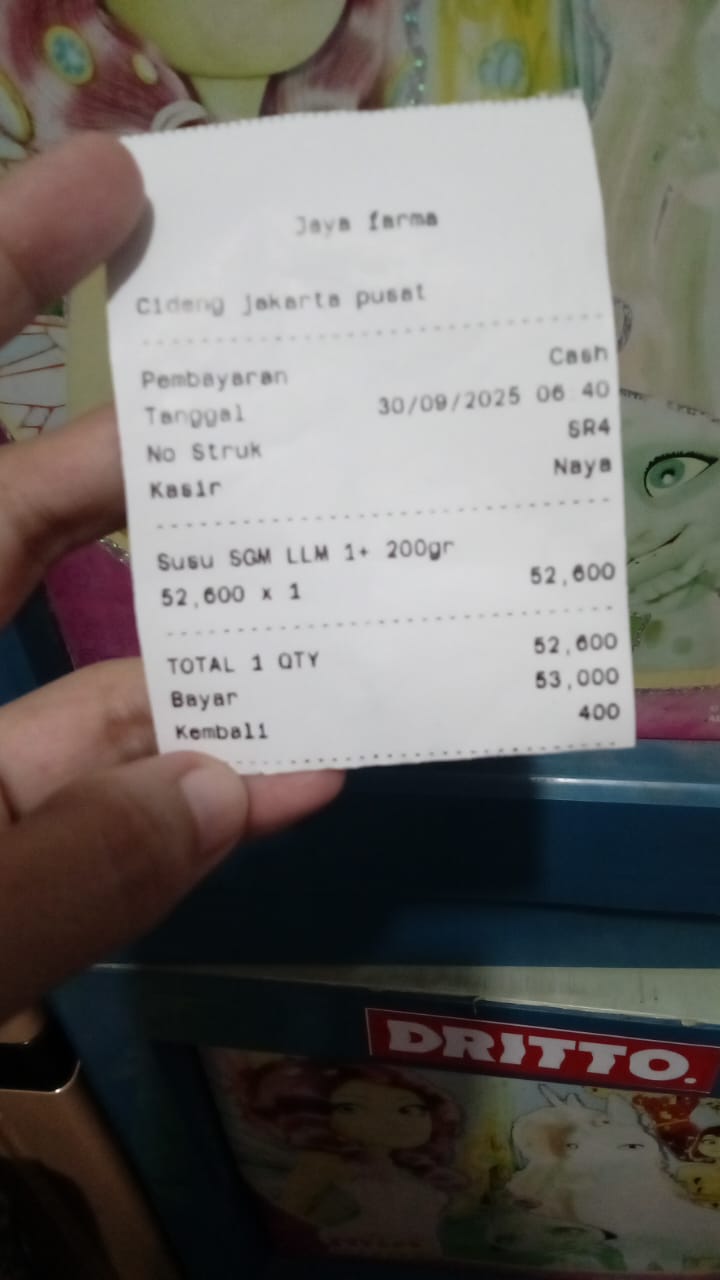 Jaya farma
Cideng jakarta pusat
Pembayaran Cash
Tanggal 30/09/2025 06 40
No Struk SR4
Kasir Naya
Susu SGM LLM 1+ 200gr
52,600 x 1 52,600
TOTAL 1 QTY 52,600
Bayar 53,000
Kembali 400
DRITTO.